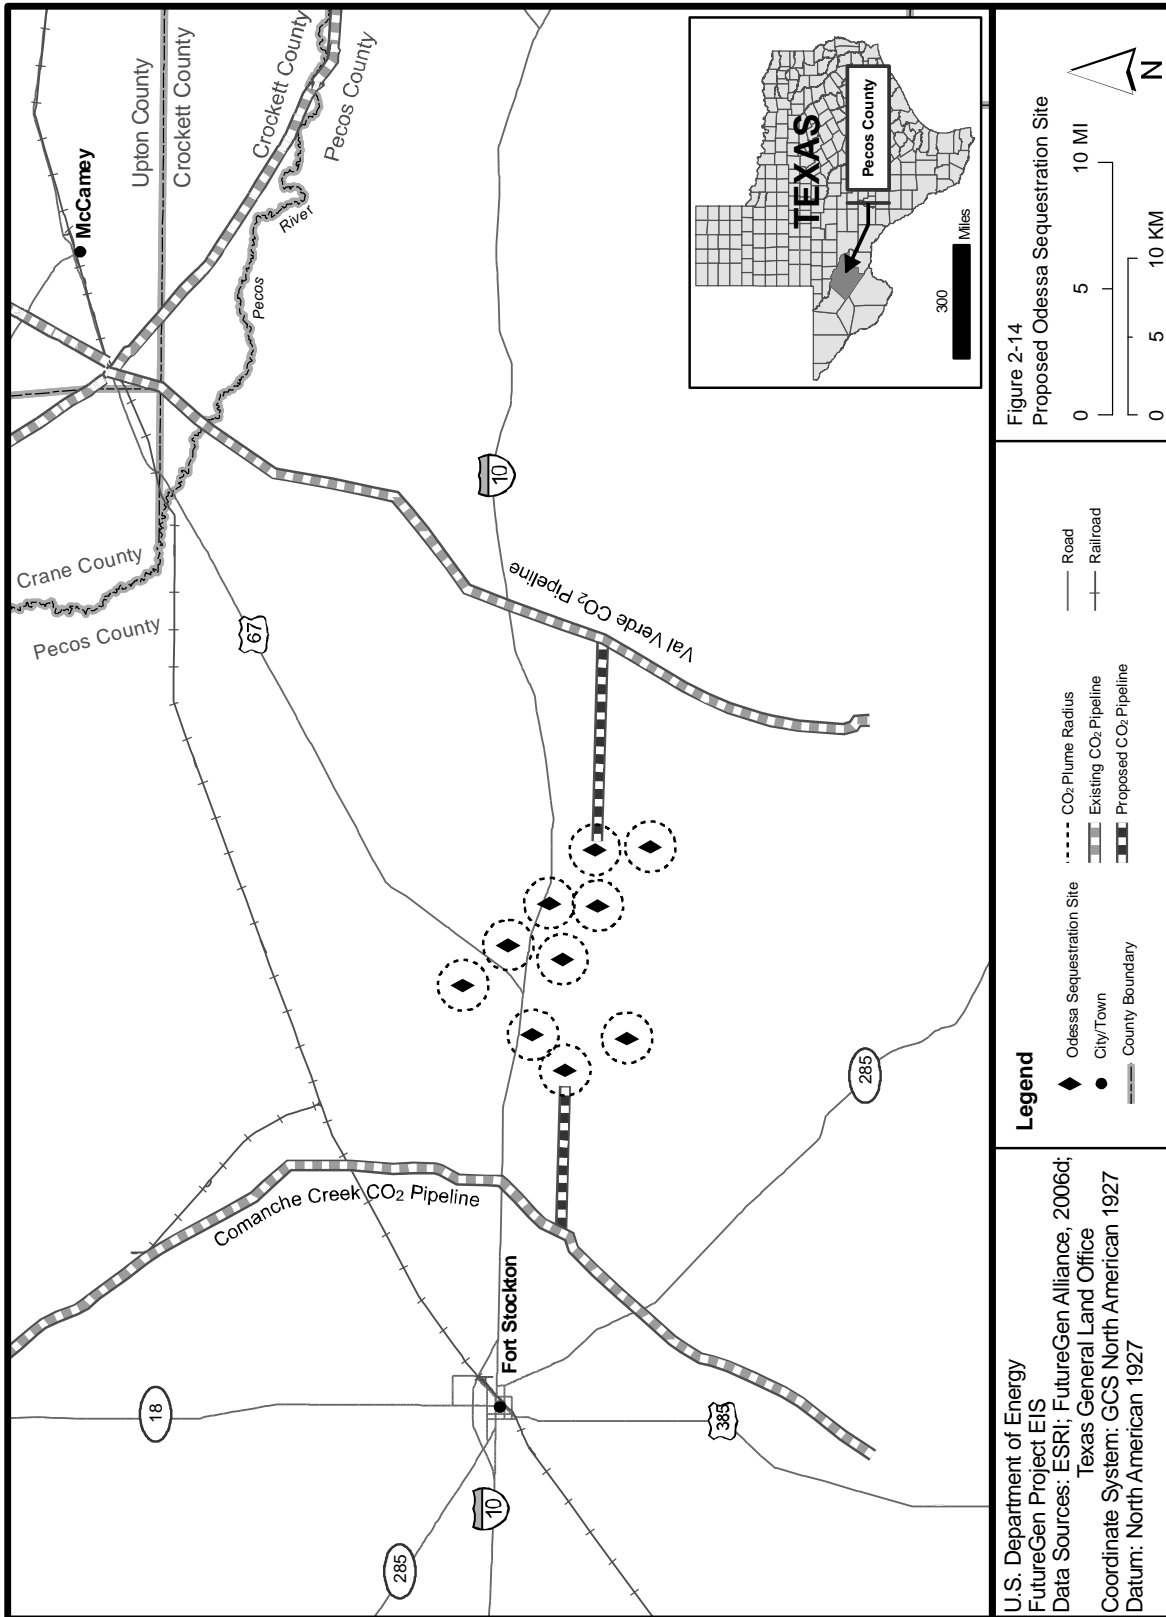 Upton County
Crockett County
Crockett County
Pecos County
McCamey
River
Pecos
Crane County
Pecos County
67
10
Val Verde CO2 Pipeline
Comanche Creek CO2 Pipeline
Fort Stockton
18
10
285
385
285
TEXAS
Pecos County
300
Miles
U.S. Department of Energy
FutureGen Project EIS
Data Sources: ESRI; FutureGen Alliance, 2006d;
Texas General Land Office
Coordinate System: GCS North American 1927
Datum: North American 1927
Legend
Odessa Sequestration Site
City/Town
County Boundary
CO2 Plume Radius
Existing CO2 Pipeline
Proposed CO2 Pipeline
Road
Railroad
Figure 2-14
Proposed Odessa Sequestration Site
0 5 10 MI
0 5 10 KM
N